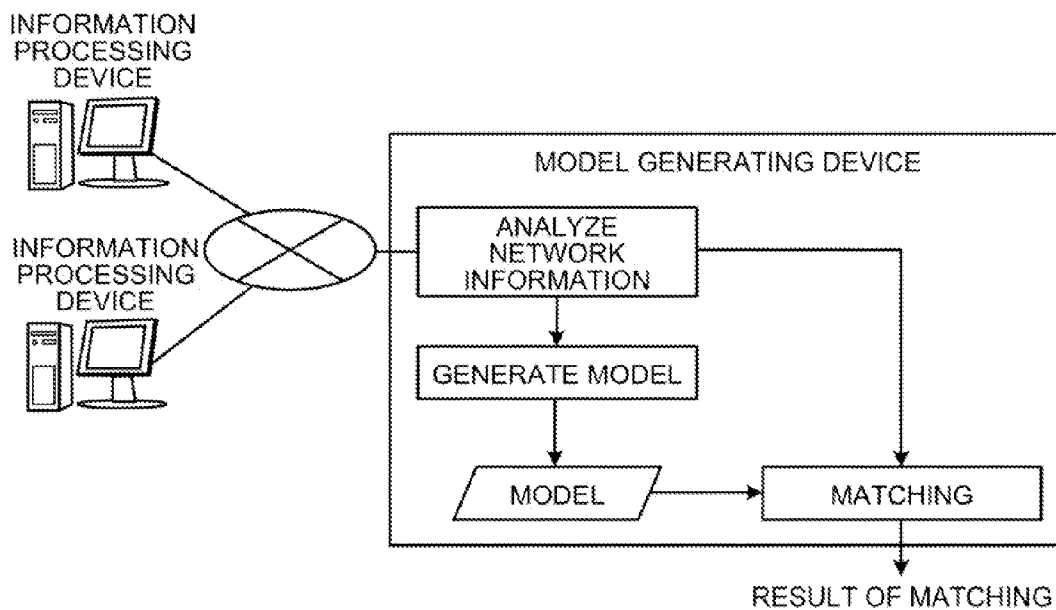 INFORMATION
PROCESSING
DEVICE
INFORMATION
PROCESSING
DEVICE
MODEL GENERATING DEVICE
ANALYZE
NETWORK
INFORMATION
GENERATE MODEL
MODEL
MATCHING
RESULT OF MATCHING